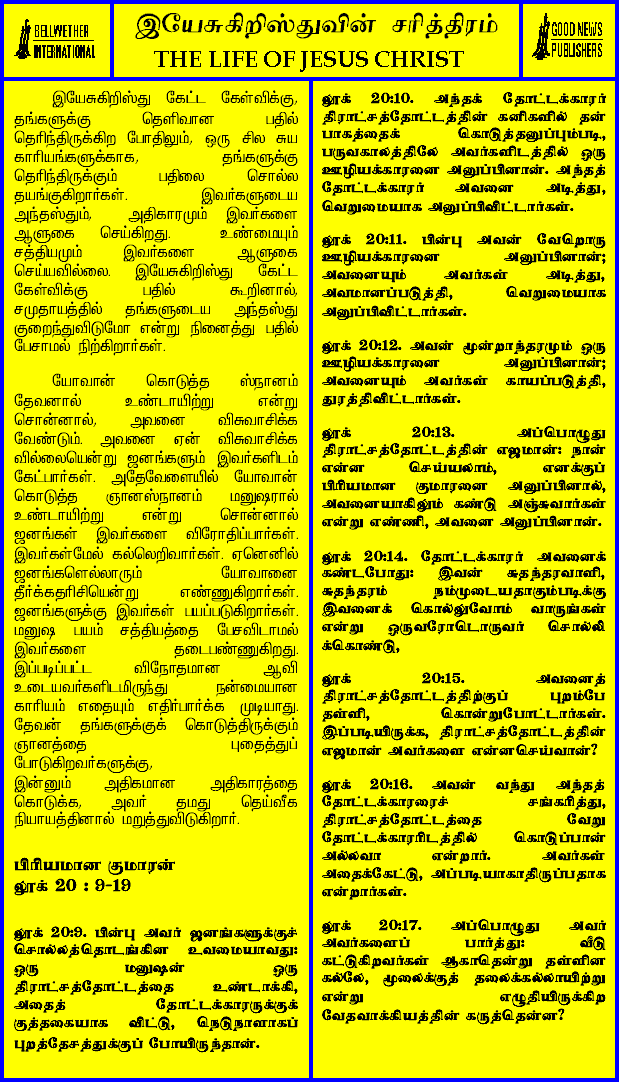 BELLWETHER
INTERNATIONAL
இயேசுகிறிஸ்துவின் சரித்திரம்
THE LIFE OF JESUS CHRIST
GOOD NEWS
PUBLISHERS
இயேசுகிறிஸ்து கேட்ட கேள்விக்கு,
தங்களுக்கு தெளிவான பதில்
தெரிந்திருக்கிற போதிலும், ஒரு சில சுய
காரியங்களுக்காக, தங்களுக்கு
தெரிந்திருக்கும் பதிலை சொல்ல
தயங்குகிறார்கள். இவர்களுடைய
அந்தஸ்தும், அதிகாரமும் இவர்களை
ஆளுகை செய்கிறது. உண்மையும்
சத்தியமும் இவர்களை ஆளுகை
செய்யவில்லை. இயேசுகிறிஸ்து கேட்ட
கேள்விக்கு பதில் கூறினால்,
சமுதாயத்தில் தங்களுடைய அந்தஸ்து
குறைந்துவிடுமோ என்று நினைத்து பதில்
பேசாமல் நிற்கிறார்கள்.
யோவான் கொடுத்த ஸ்நானம்
தேவனால் உண்டாயிற்று என்று
சொன்னால், அவனை விசுவாசிக்க
வேண்டும். அவனை ஏன் விசுவாசிக்க
வில்லையென்று ஜனங்களும் இவர்களிடம்
கேட்பார்கள். அதேவேளையில் யோவான்
கொடுத்த ஞானஸ்நானம் மனுஷரால்
உண்டாயிற்று என்று சொன்னால்
ஜனங்கள் இவர்களை விரோதிப்பார்கள்.
இவர்கள்மேல் கல்லெறிவார்கள். ஏனெனில்
ஜனங்களெல்லாரும் யோவானை
தீர்க்கதரிசியென்று எண்ணுகிறார்கள்.
ஜனங்களுக்கு இவர்கள் பயப்படுகிறார்கள்.
மனுஷ பயம் சத்தியத்தை பேசவிடாமல்
இவர்களை தடைபண்ணுகிறது.
இப்படிப்பட்ட விநோதமான ஆவி
உடையவர்களிடமிருந்து நன்மையான
காரியம் எதையும் எதிர்பார்க்க முடியாது.
தேவன் தங்களுக்குக் கொடுத்திருக்கும்
ஞானத்தை புதைத்துப்
போடுகிறவர்களுக்கு,
இன்னும் அதிகமான அதிகாரத்தை
கொடுக்க, அவர் தமது தெய்வீக
நியாயத்தினால் மறுத்துவிடுகிறார்.
பிரியமான குமாரன்
லூக் 20 : 9-19
லூக் 20:9. பின்பு அவர் ஜனங்களுக்குச்
சொல்லத்தொடங்கின உவமையாவது:
ஒரு மனுஷன் ஒரு
திராட்சத்தோட்டத்தை உண்டாக்கி,
அதைத் தோட்டக்காரருக்குக்
குத்தகையாக விட்டு, நெடுநாளாகப்
புறத்தேசத்துக்குப் போயிருந்தான்.
லூக் 20:10. அந்தத் தோட்டக்காரர்
திராட்சத்தோட்டத்தின் கனிகளில் தன்
பாகத்தைக் கொடுத்தனுப்பும்படி,
பருவகாலத்திலே அவர்களிடத்தில் ஒரு
ஊழியக்காரனை அனுப்பினான். அந்தத்
தோட்டக்காரர் அவனை அடித்து,
வெறுமையாக அனுப்பிவிட்டார்கள்.
லூக் 20:11. பின்பு அவன் வேறொரு
ஊழியக்காரனை அனுப்பினான்;
அவனையும் அவர்கள் அடித்து,
அவமானப்படுத்தி, வெறுமையாக
அனுப்பிவிட்டார்கள்.
லூக் 20:12. அவன் மூன்றாந்தரமும் ஒரு
ஊழியக்காரனை அனுப்பினான்;
அவனையும் அவர்கள் காயப்படுத்தி,
துரத்திவிட்டார்கள்.
லூக் 20:13. அப்பொழுது
திராட்சத்தோட்டத்தின் எஜமான்: நான்
என்ன செய்யலாம், எனக்குப்
பிரியமான குமாரனை அனுப்பினால்,
அவனையாகிலும் கண்டு அஞ்சுவார்கள்
என்று எண்ணி, அவனை அனுப்பினான்.
லூக் 20:14. தோட்டக்காரர் அவனைக்
கண்டபோது: இவன் சுதந்தரவாளி,
சுதந்தரம் நம்முடையதாகும்படிக்கு
இவனைக் கொல்லுவோம் வாருங்கள்
என்று ஒருவரோடொருவர் சொல்லி
க்கொண்டு,
லூக் 20:15. அவனைத்
திராட்சத்தோட்டத்திற்குப் புறம்பே
தள்ளி, கொன்றுபோட்டார்கள்.
இப்படியிருக்க, திராட்சத்தோட்டத்தின்
எஜமான் அவர்களை என்னசெய்வான்?
லூக் 20:16. அவன் வந்து அந்தத்
தோட்டக்காரரைச் சங்கரித்து,
திராட்சத்தோட்டத்தை வேறு
தோட்டக்காரரிடத்தில் கொடுப்பான்
அல்லவா என்றார். அவர்கள்
அதைக்கேட்டு, அப்படியாகாதிருப்பதாக
என்றார்கள்.
லூக் 20:17. அப்பொழுது அவர்
அவர்களைப் பார்த்து: வீடு
கட்டுகிறவர்கள் ஆகாதென்று தள்ளின
கல்லே, மூலைக்குத் தலைக்கல்லாயிற்று
என்று எழுதியிருக்கிற
வேதவாக்கியத்தின் கருத்தென்ன?